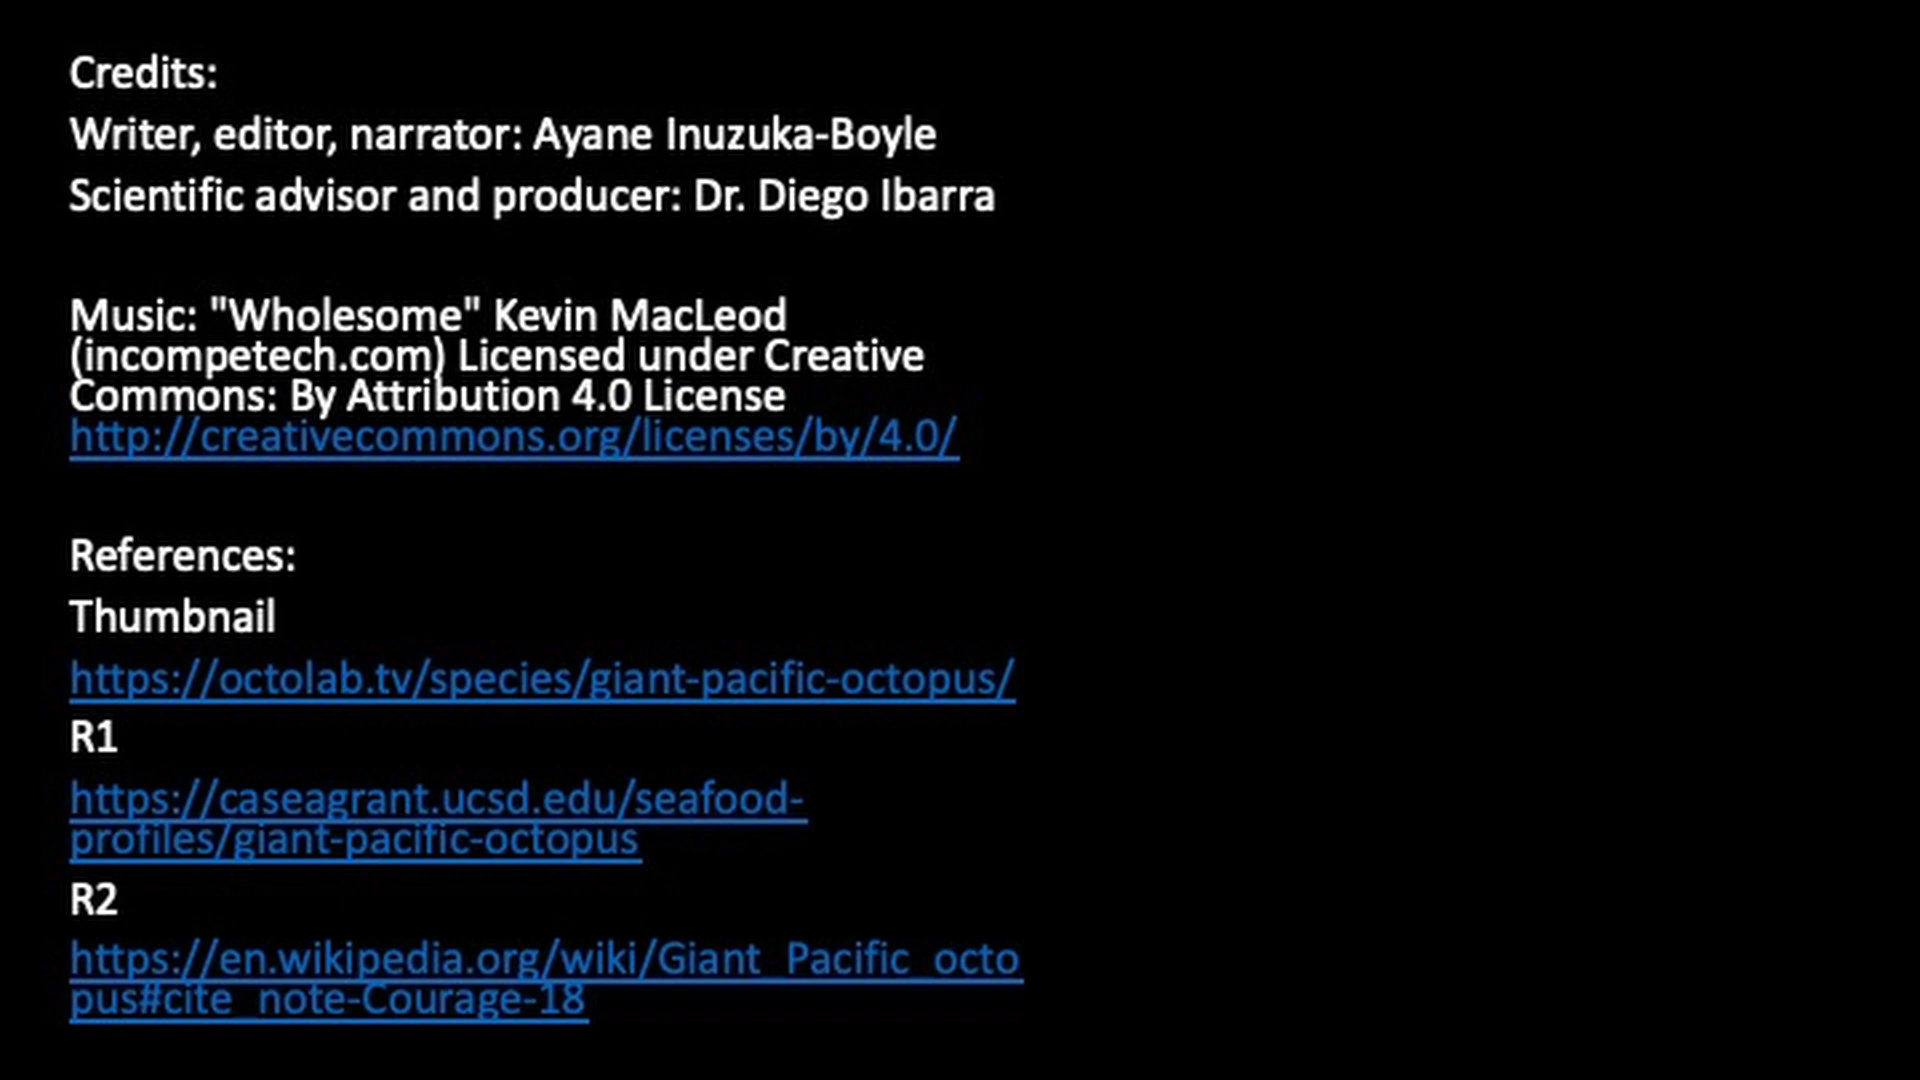 Credits:
Writer, editor, narrator: Ayane Inuzuka-Boyle
Scientific advisor and producer: Dr. Diego Ibarra
Music: "Wholesome" Kevin MacLeod
(incompetech.com) Licensed under Creative
Commons: By Attribution 4.0 License
http://creativecommons.org/licenses/by/4.0/
References:
Thumbnail
https://octolab.tv/species/giant-pacific-octopus/
R1
https://caseagrant.ucsd.edu/seafood-
profiles/giant-pacific-octopus
R2
https://en.wikipedia.org/wiki/Giant_Pacific_octo
pus#cite_note-Courage-18